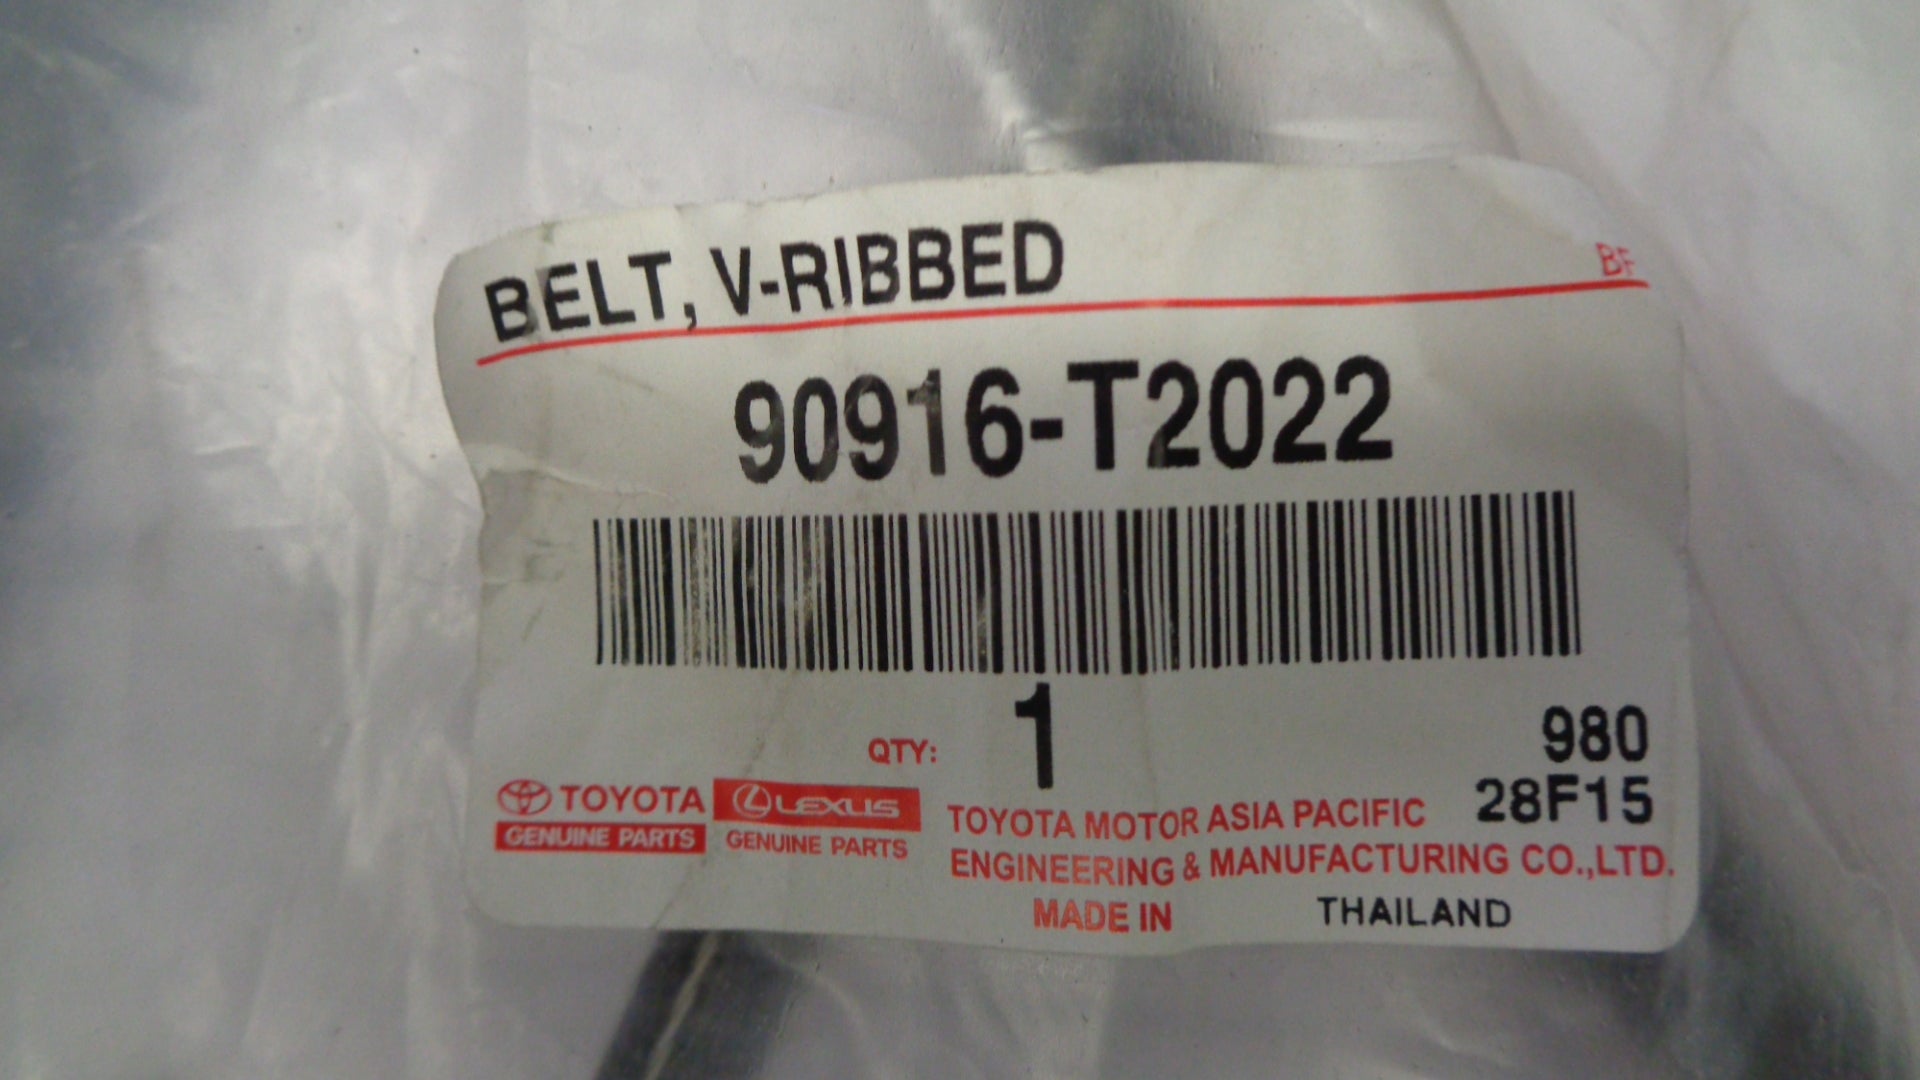 BELT, V-RIBBED
BF
90916-T2022
QTY: 1
980
28F15
TOYOTA
GENUINE PARTS
LEXUS
GENUINE PARTS
TOYOTA MOTOR ASIA PACIFIC
ENGINEERING & MANUFACTURING CO.,LTD.
MADE IN THAILAND